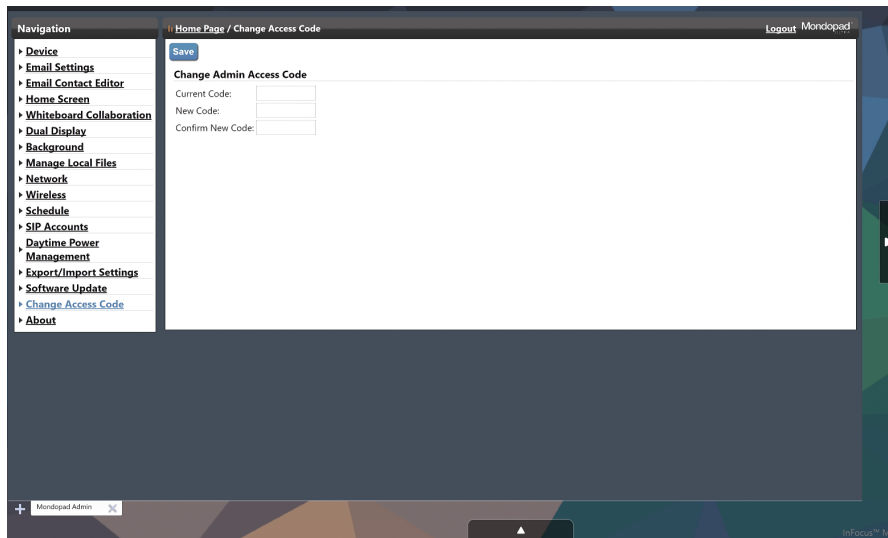 Navigation
Home Page / Change Access Code
Logout
Mondopad
Device
Email Settings
Email Contact Editor
Home Screen
Whiteboard Collaboration
Dual Display
Background
Manage Local Files
Network
Wireless
Schedule
SIP Accounts
Daytime Power
Management
Export/Import Settings
Software Update
Change Access Code
About
Save
Change Admin Access Code
Current Code:
New Code:
Confirm New Code:
Mondopad Admin
InFocus™